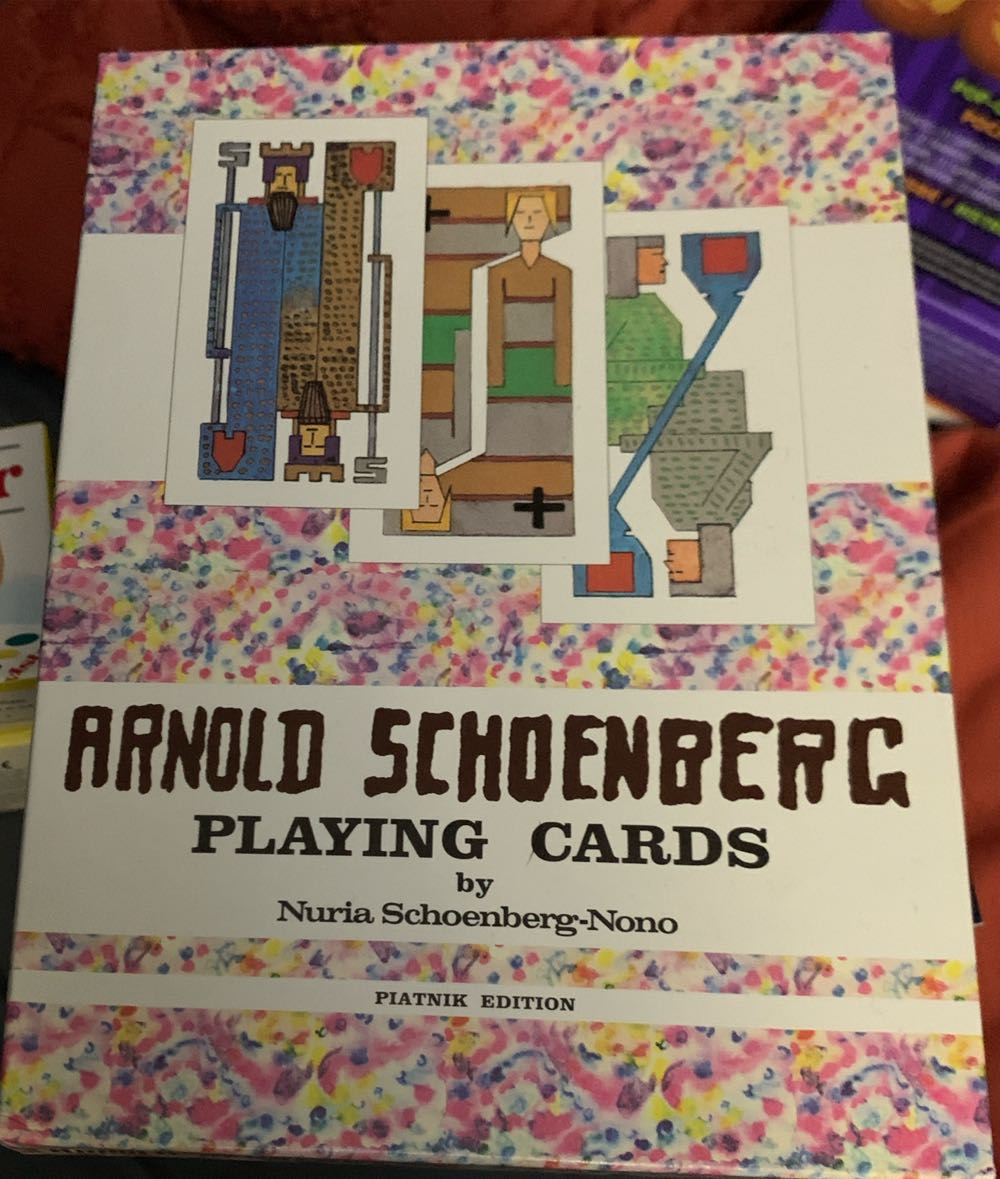 ARNOLD SCHOENBERG
PLAYING CARDS
by
Nuria Schoenberg-Nono
PIATNIK EDITION